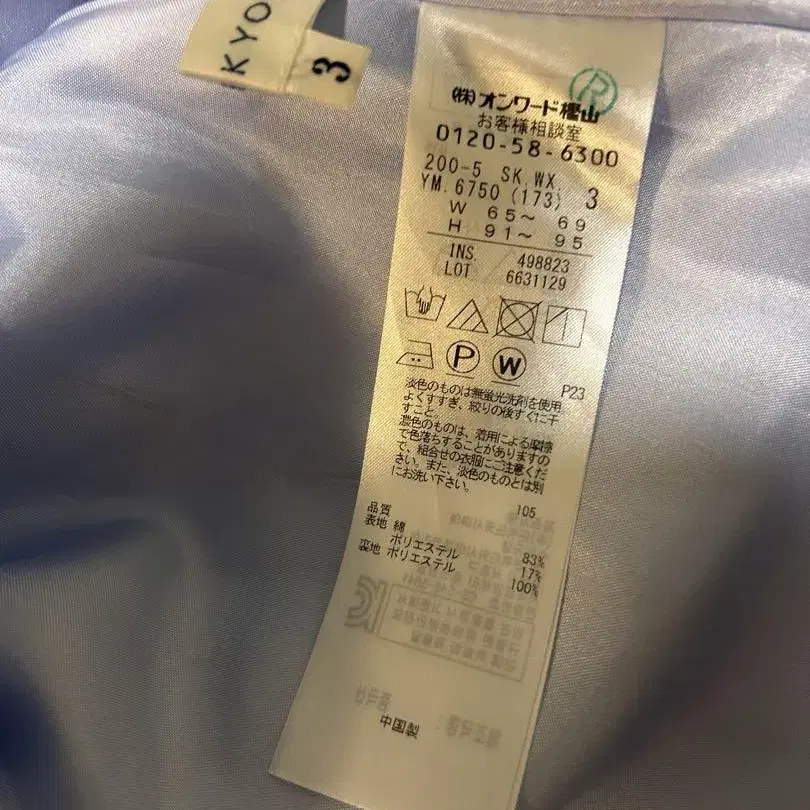 KYO
3
R
(株)オンワード樫山
お客様相談室
0120-58-6300
200-5 SK.WX.
YM.6750 (173) 3
W 65〜 69
H 91〜 95
INS 498823
LOT 6631129
P
W
P23
淡色のものは無蛍光洗剤を使用
よくすすぎ、絞りの後すぐに干
すこと。
濃色のものは、着用による摩擦
で色落ちすることがありますの
で、組合せの衣服にご注意くだ
さい。また、淡色のものとは別
にお洗い下さい。
品質 105
表地 綿 83%
ポリエステル 17%
裏地 ポリエステル 100%
中国製